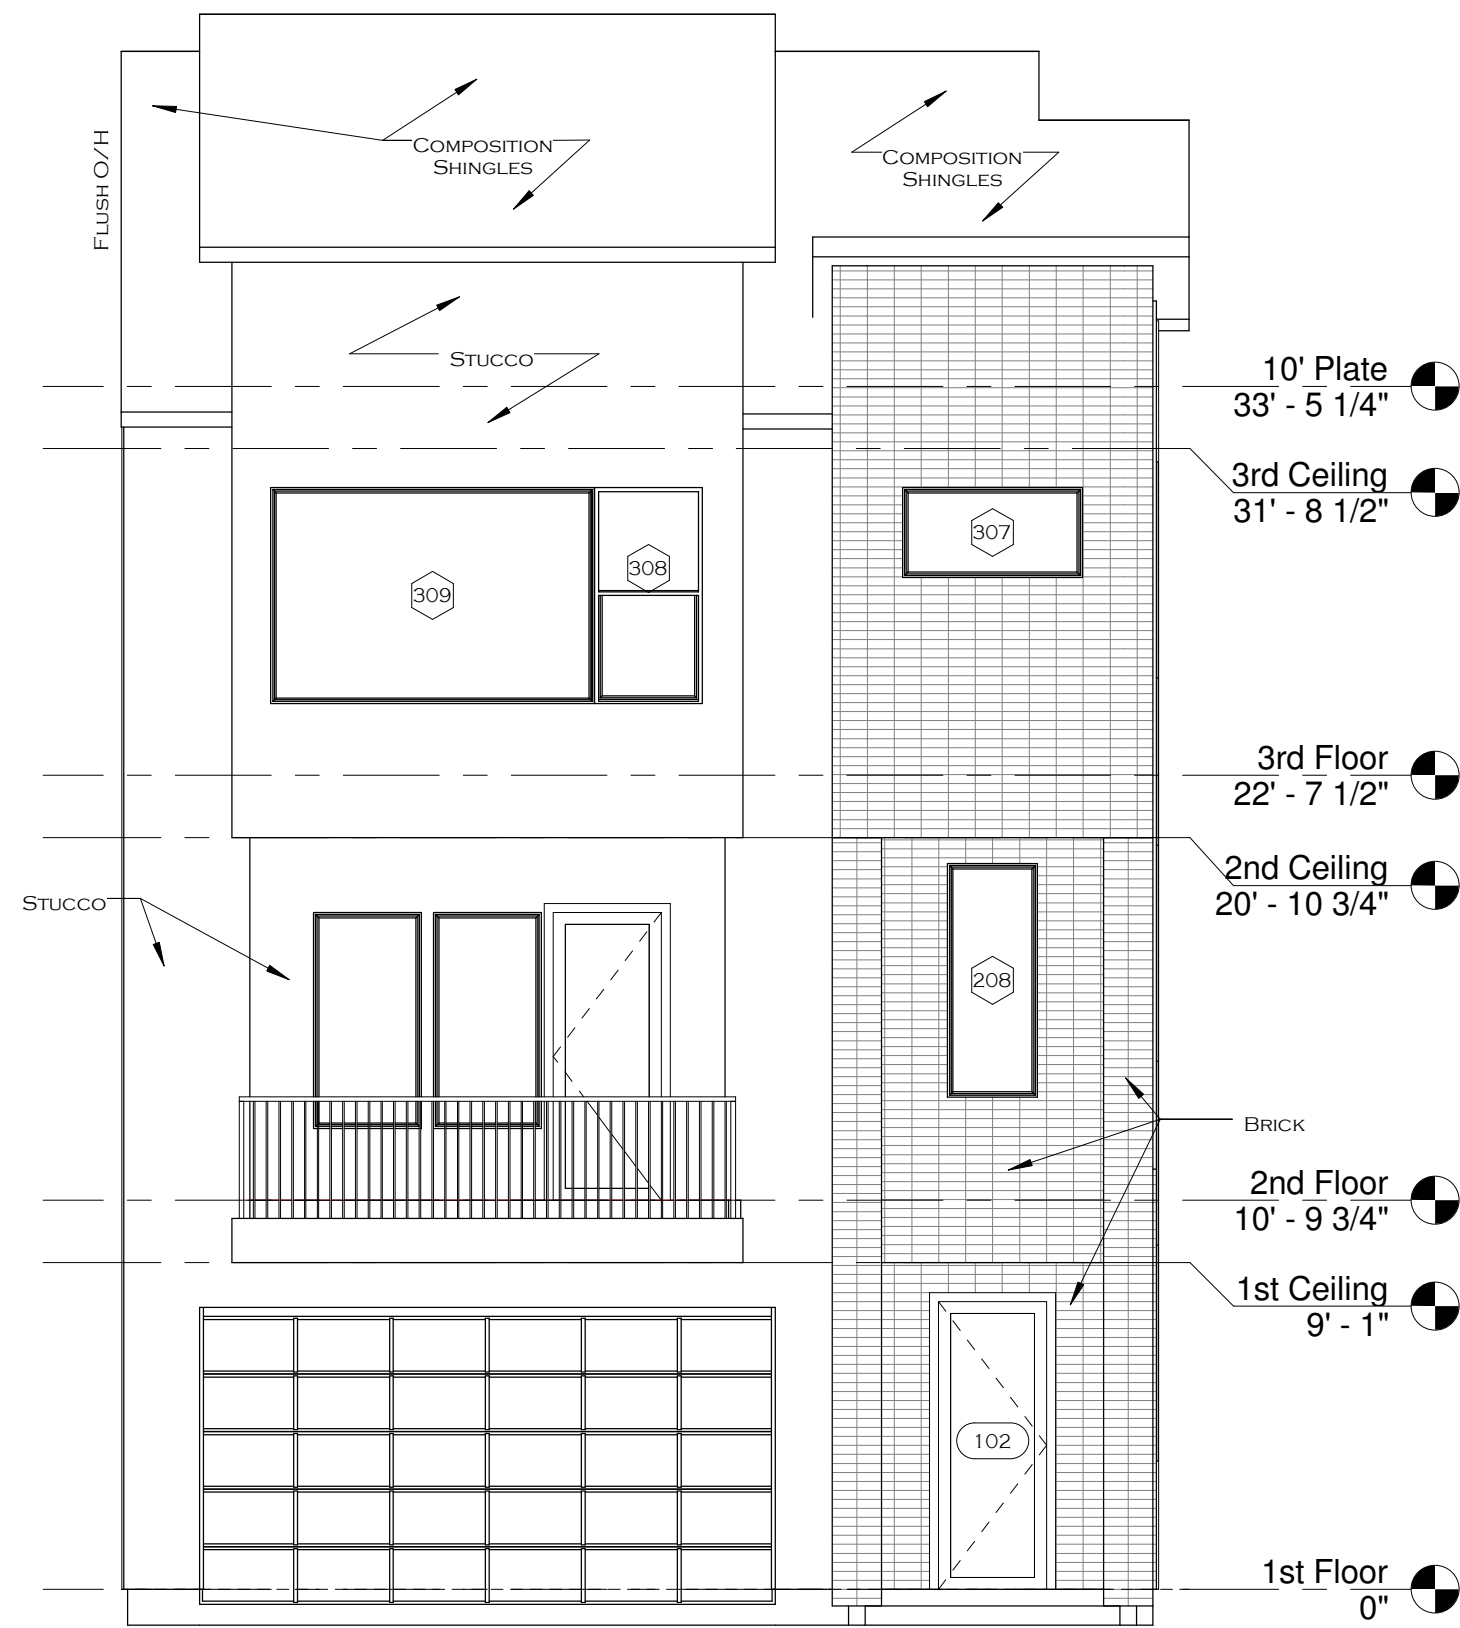 FLUSH O/H
COMPOSITION
SHINGLES
COMPOSITION
SHINGLES
STUCCO
10' Plate
33' - 5 1/4"
3rd Ceiling
31' - 8 1/2"
309
308
307
3rd Floor
22' - 7 1/2"
2nd Ceiling
20' - 10 3/4"
STUCCO
208
BRICK
2nd Floor
10' - 9 3/4"
1st Ceiling
9' - 1"
102
1st Floor
0"